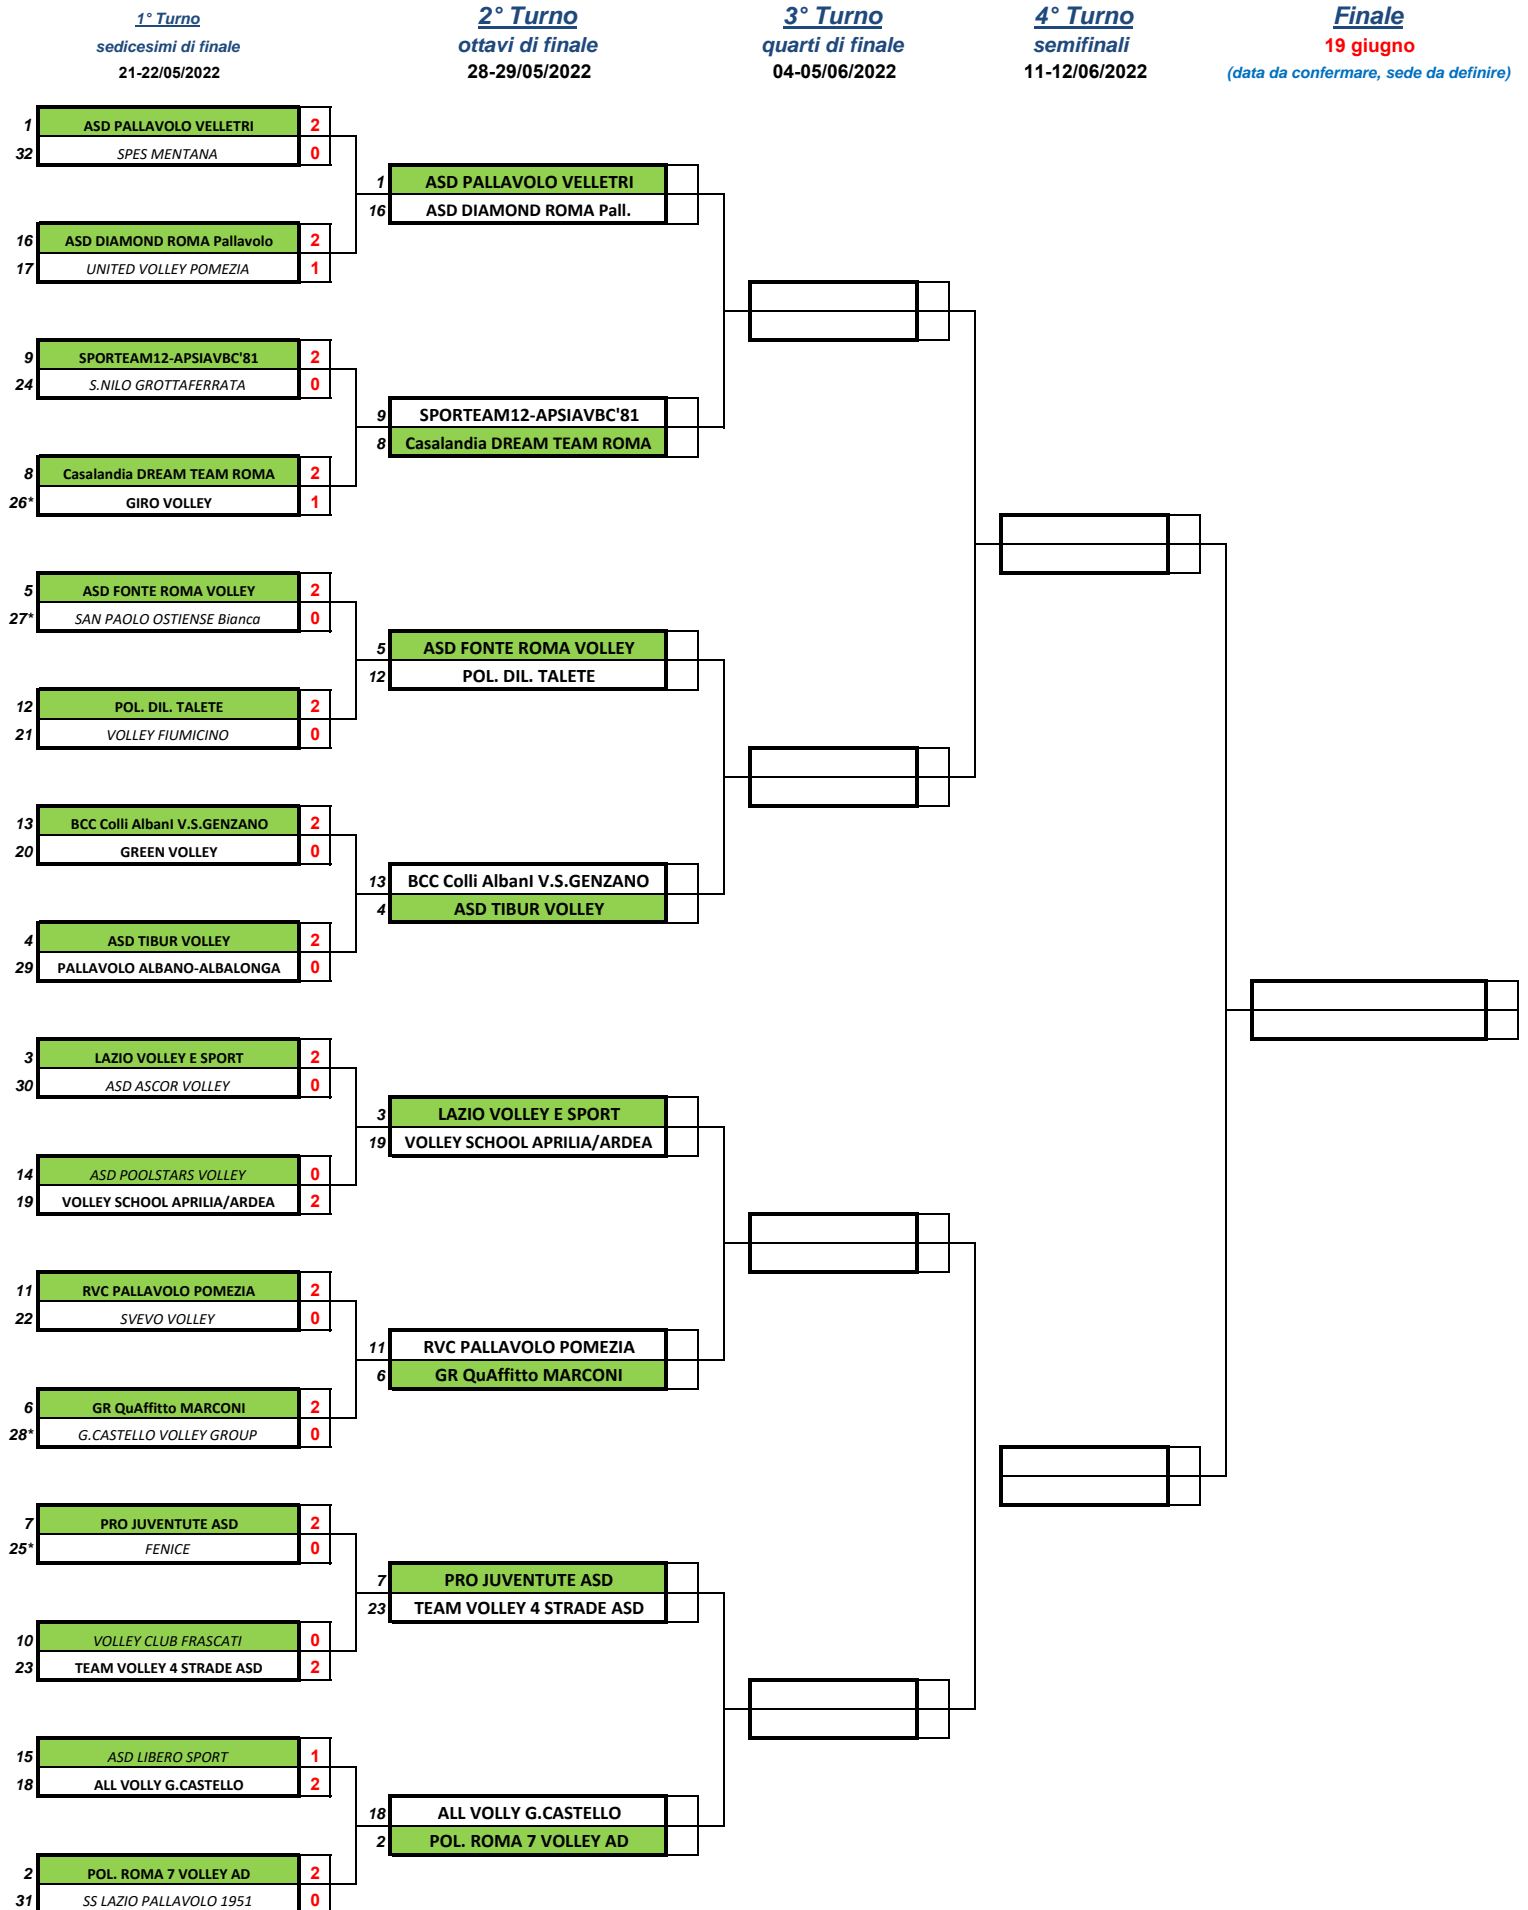 1° Turno 2° Turno 3° Turno 4° Turno Finale
sedicesimi di finale ottavi di finale quarti di finale semifinali 19 giugno
21-22/05/2022 28-29/05/2022 04-05/06/2022 11-12/06/2022 (data da confermare, sede da definire)
1 ASD PALLAVOLO VELLETRI 2
32 SPES MENTANA 0
1 ASD PALLAVOLO VELLETRI
16 ASD DIAMOND ROMA Pall.
16 ASD DIAMOND ROMA Pallavolo 2
17 UNITED VOLLEY POMEZIA 1
9 SPORTEAM12-APSIAVBC'81 2
24 S.NILO GROTTAFERRATA 0
9 SPORTEAM12-APSIAVBC'81
8 Casalandia DREAM TEAM ROMA
8 Casalandia DREAM TEAM ROMA 2
26* GIRO VOLLEY 1
5 ASD FONTE ROMA VOLLEY 2
27* SAN PAOLO OSTIENSE Bianca 0
5 ASD FONTE ROMA VOLLEY
12 POL. DIL. TALETE
12 POL. DIL. TALETE 2
21 VOLLEY FIUMICINO 0
13 BCC Colli AlbanI V.S.GENZANO 2
20 GREEN VOLLEY 0
13 BCC Colli AlbanI V.S.GENZANO
4 ASD TIBUR VOLLEY
4 ASD TIBUR VOLLEY 2
29 PALLAVOLO ALBANO-ALBALONGA 0
3 LAZIO VOLLEY E SPORT 2
30 ASD ASCOR VOLLEY 0
3 LAZIO VOLLEY E SPORT
19 VOLLEY SCHOOL APRILIA/ARDEA
14 ASD POOLSTARS VOLLEY 0
19 VOLLEY SCHOOL APRILIA/ARDEA 2
11 RVC PALLAVOLO POMEZIA 2
22 SVEVO VOLLEY 0
11 RVC PALLAVOLO POMEZIA
6 GR QuAffitto MARCONI
6 GR QuAffitto MARCONI 2
28* G.CASTELLO VOLLEY GROUP 0
7 PRO JUVENTUTE ASD 2
25* FENICE 0
7 PRO JUVENTUTE ASD
23 TEAM VOLLEY 4 STRADE ASD
10 VOLLEY CLUB FRASCATI 0
23 TEAM VOLLEY 4 STRADE ASD 2
15 ASD LIBERO SPORT 1
18 ALL VOLLY G.CASTELLO 2
18 ALL VOLLY G.CASTELLO
2 POL. ROMA 7 VOLLEY AD
2 POL. ROMA 7 VOLLEY AD 2
31 SS LAZIO PALLAVOLO 1951 0